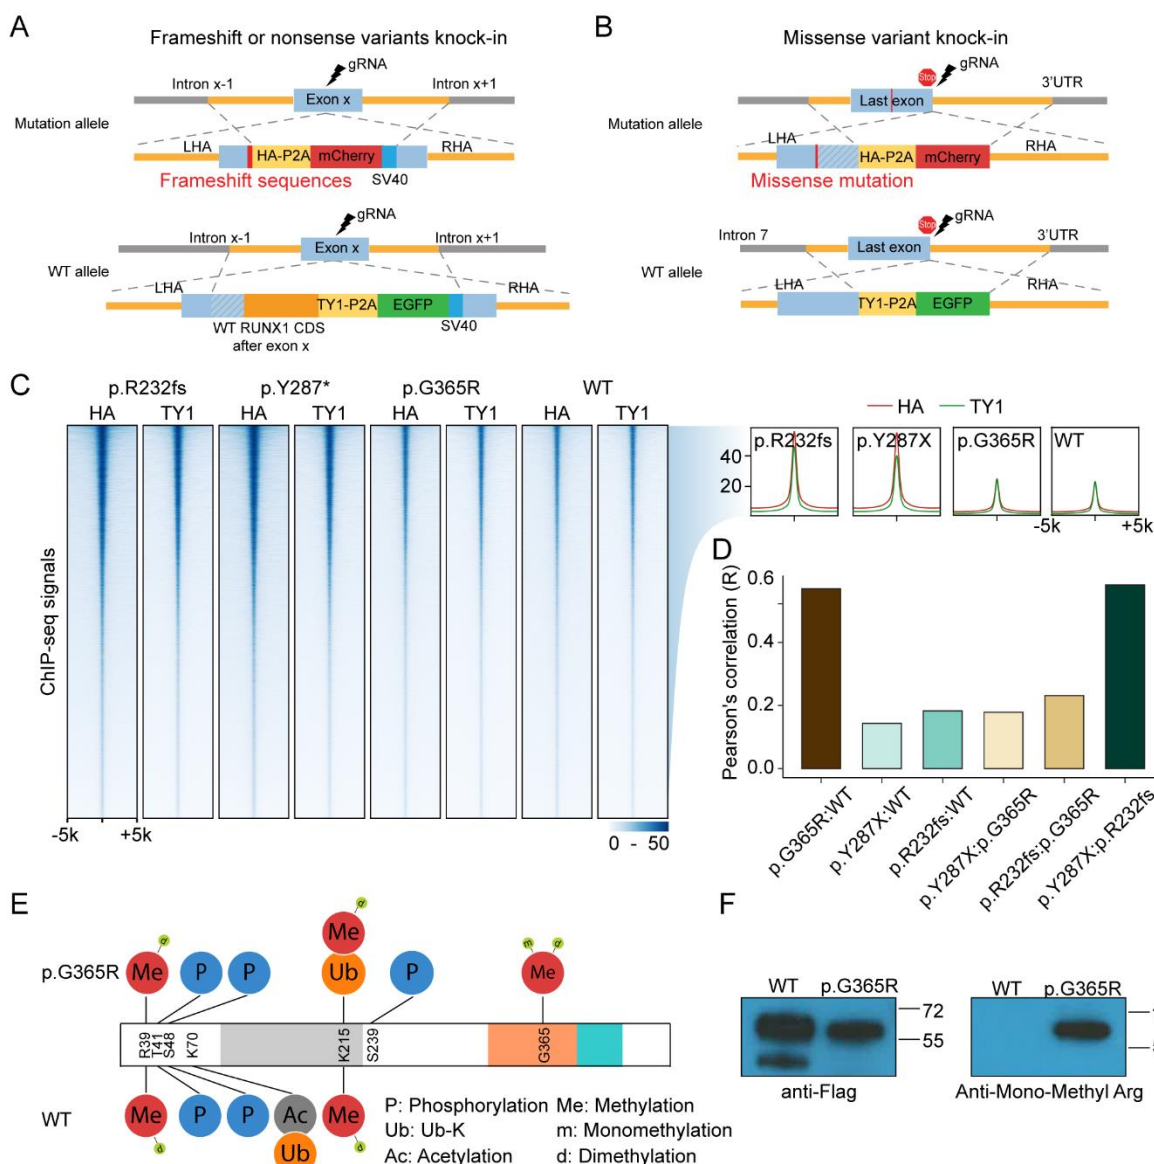 A
Frameshift or nonsense variants knock-in
gRNA
Intron x-1
Intron x+1
Exon x
Mutation allele
LHA
RHA
HA-P2A
mCherry
Frameshift sequences
SV40
gRNA
Intron x-1
Intron x+1
Exon x
WT allele
LHA
RHA
TY1-P2A
EGFP
WT RUNX1 CDS
after exon x
SV40
B
Missense variant knock-in
Stop
gRNA
3'UTR
Last exon
Mutation allele
LHA
RHA
HA-P2A
mCherry
Missense mutation
Stop
gRNA
Intron 7
3'UTR
Last exon
WT allele
LHA
RHA
TY1-P2A
EGFP
C
p.R232fs
p.Y287*
p.G365R
WT
HA
TY1
HA
TY1
HA
TY1
HA
TY1
ChIP-seq signals
-5k
+5k
0 - 50
HA
TY1
p.R232fs
p.Y287X
p.G365R
WT
40
20
-5k
+5k
D
Pearson's correlation (R)
0.6
0.4
0.2
0.0
p.G365R:WT
p.Y287X:WT
p.R232fs:WT
p.Y287X:p.G365R
p.R232fs:p.G365R
p.Y287X:p.R232fs
E
p.G365R
d
Me
P
P
d
Me
Ub
P
m
d
Me
R39
T41
S48
K70
K215
S239
G365
WT
Me
d
P
P
Ac
Ub
Me
d
P: Phosphorylation
Me: Methylation
Ub: Ub-K
m: Monomethylation
Ac: Acetylation
d: Dimethylation
F
WT
p.G365R
72
55
anti-Flag
WT
p.G365R
5
Anti-Mono-Methyl Arg